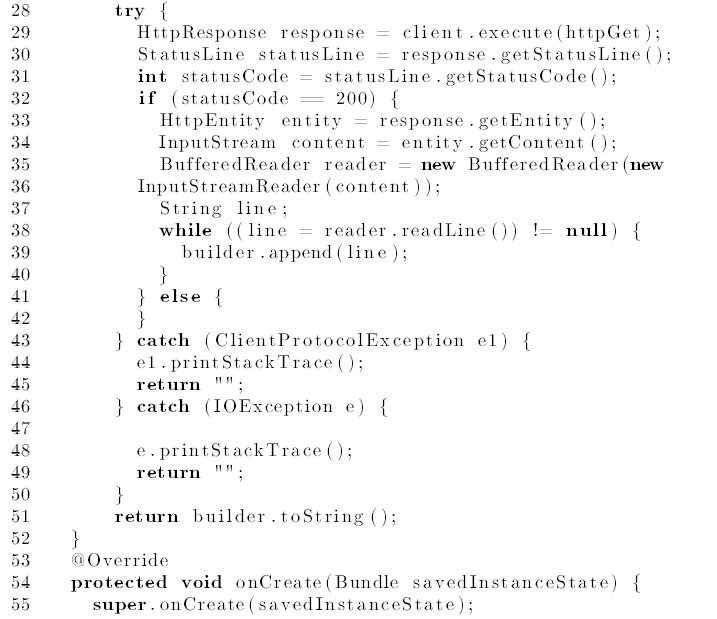 28 try {
29 HttpResponse response = client.execute(httpGet);
30 StatusLine statusLine = response.getStatusLine();
31 int statusCode = statusLine.getStatusCode();
32 if (statusCode == 200) {
33 HttpEntity entity = response.getEntity();
34 InputStream content = entity.getContent();
35 BufferedReader reader = new BufferedReader(new
36 InputStreamReader(content));
37 String line;
38 while ((line = reader.readLine()) != null) {
39 builder.append(line);
40 }
41 } else {
42 }
43 } catch (ClientProtocolException e1) {
44 e1.printStackTrace();
45 return "";
46 } catch (IOException e) {
47
48 e.printStackTrace();
49 return "";
50 }
51 return builder.toString();
52 }
53 @Override
54 protected void onCreate(Bundle savedInstanceState) {
55 super.onCreate(savedInstanceState);